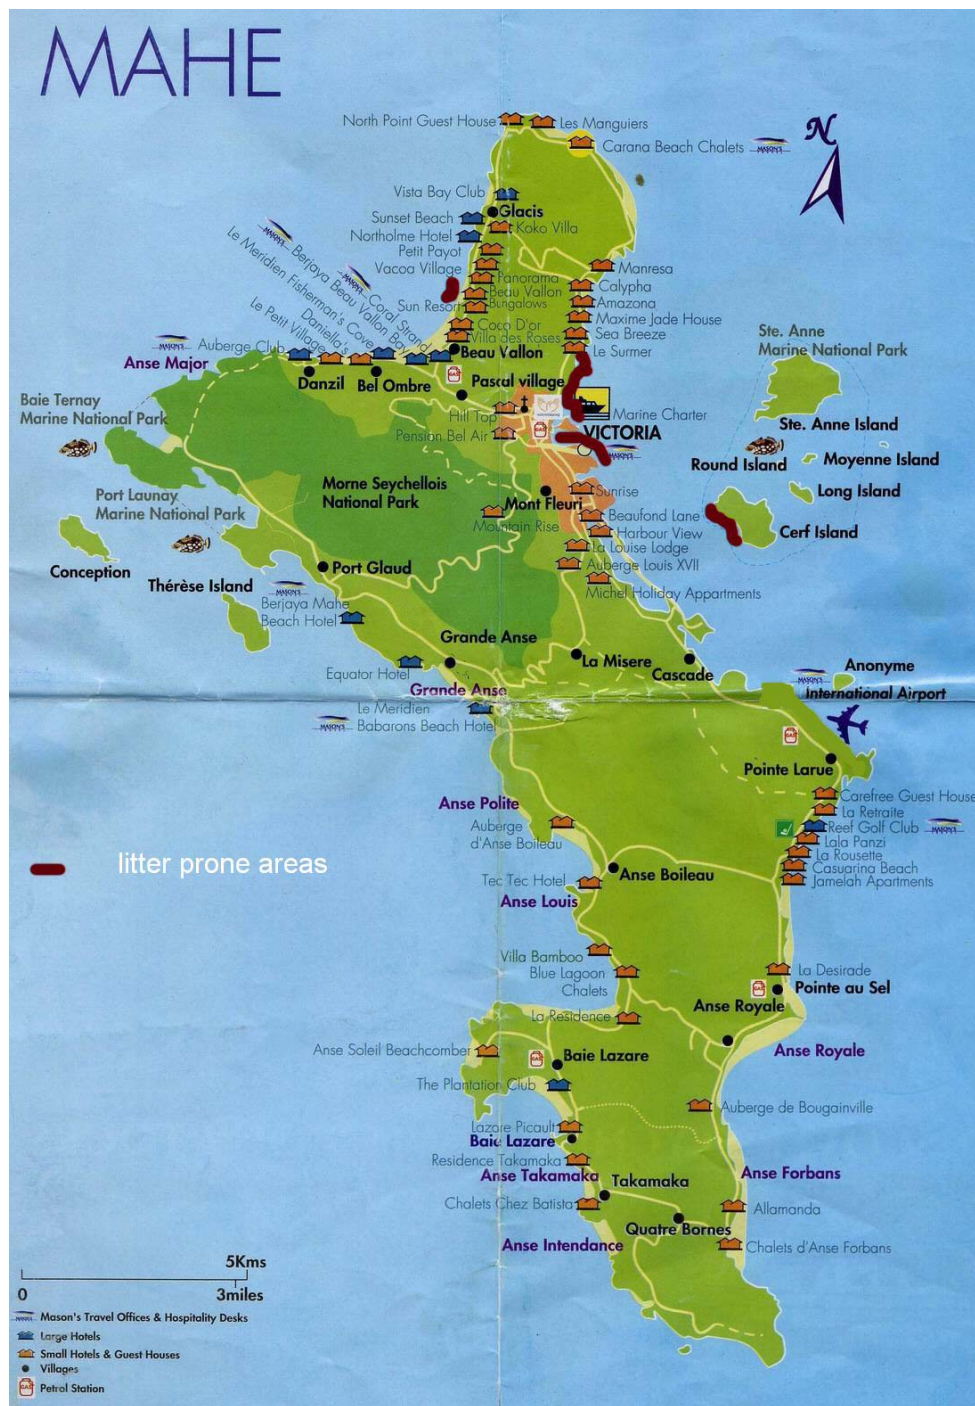 MAHE
North Point Guest House
Les Manguiers
N
Carana Beach Chalets
MASON'S
Vista Bay Club
Glacis
Sunset Beach
Koko Villa
Northolme Hotel
Petit Payot
Vacoa Village
Manresa
Panorama
Calypha
Beau Vallon
Bungalows
Sun Resort
Amazona
Maxime Jade House
Coco D'or
Sea Breeze
Villa des Roses
Le Surmer
Beau Vallon
Berjaya Beau Vallon Bay
Le Meridien Fisherman's Cove
Coral Strand
Daniella's
Le Petit Village
Auberge Club
MASON'S
Anse Major
Danzil
Bel Ombre
Pascal village
Ste. Anne
Marine National Park
Baie Ternay
Marine National Park
Hill Top
Marine Charter
Pension Bel Air
VICTORIA
MASON'S
Ste. Anne Island
Round Island
Moyenne Island
Long Island
Cerf Island
Morne Seychellois
National Park
Port Launay
Marine National Park
Mont Fleuri
Sunrise
Mountain Rise
Beaufond Lane
Harbour View
La Louise Lodge
Auberge Louis XVII
Michel Holiday Appartments
Conception
Port Glaud
Thérèse Island
MASON'S
Berjaya Mahe
Beach Hotel
Grande Anse
La Misere
Cascade
Equator Hotel
Grande Anse
Anonyme
MASON'S
International Airport
Le Meridien
Babarons Beach Hotel
MASON'S
GAS
Pointe Larue
Carefree Guest House
La Retraite
Reef Golf Club
MASON'S
Lala Panzi
La Rousette
Casuarina Beach
Jamelah Apartments
Anse Polite
Auberge
d'Anse Boileau
litter prone areas
Anse Boileau
Tec Tec Hotel
Anse Louis
Villa Bamboo
Blue Lagoon
Chalets
La Desirade
Pointe au Sel
GAS
Anse Royale
La Residence
Anse Royale
Anse Soleil Beachcomber
GAS
Baie Lazare
The Plantation Club
Auberge de Bougainville
Lazare Picault
Baie Lazare
Residence Takamaka
Anse Takamaka
Takamaka
Anse Forbans
Chalets Chez Batista
Allamanda
Quatre Bornes
Anse Intendance
Chalets d'Anse Forbans
5Kms
0
3miles
MASON'S
Mason's Travel Offices & Hospitality Desks
Large Hotels
Small Hotels & Guest Houses
Villages
GAS
Petrol Station